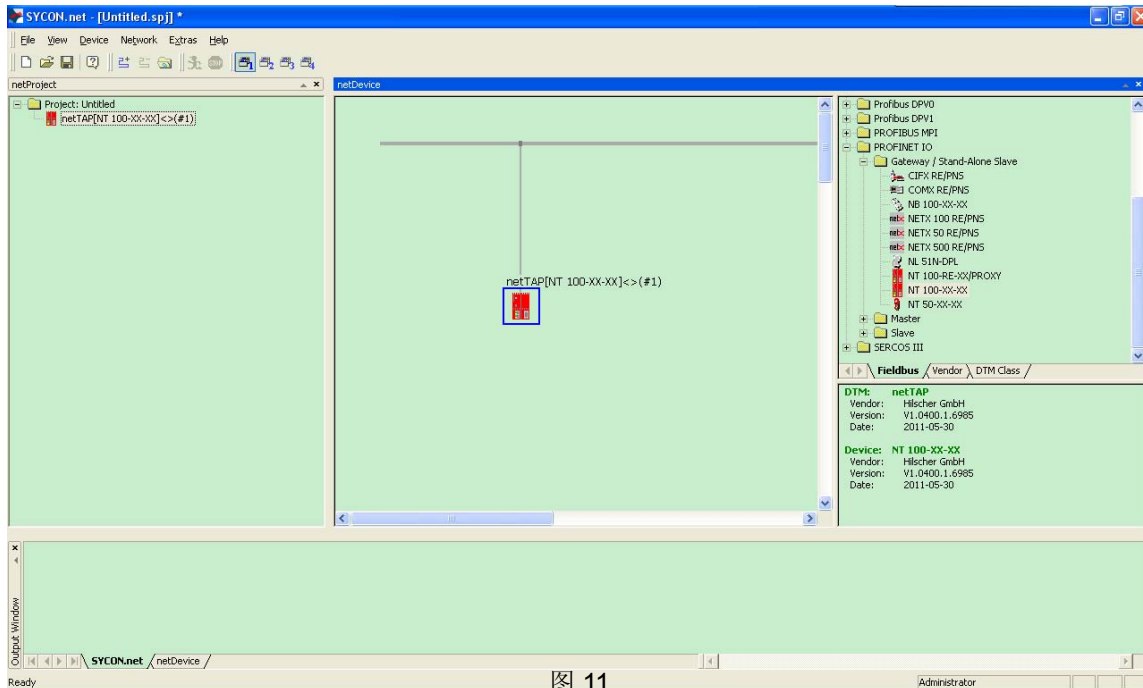 SYCON.net - [Untitled.spj] *
File View Device Network Extras Help
netProject
netDevice
Project: Untitled
netTAP[NT 100-XX-XX]<>(#1)
netTAP[NT 100-XX-XX]<>(#1)
Profibus DPV0
Profibus DPV1
PROFIBUS MPI
PROFINET IO
Gateway / Stand-Alone Slave
CIFX RE/PNS
COMX RE/PNS
NB 100-XX-XX
NETX 100 RE/PNS
NETX 50 RE/PNS
NETX 500 RE/PNS
NL 51N-DPL
NT 100-RE-XX/PROXY
NT 100-XX-XX
NT 50-XX-XX
Master
Slave
SERCOS III
Fieldbus Vendor DTM Class
DTM: netTAP
Vendor: Hilscher GmbH
Version: V1.0400.1.6985
Date: 2011-05-30
Device: NT 100-XX-XX
Vendor: Hilscher GmbH
Version: V1.0400.1.6985
Date: 2011-05-30
Output Window
SYCON.net netDevice
Ready
图 11
Administrator